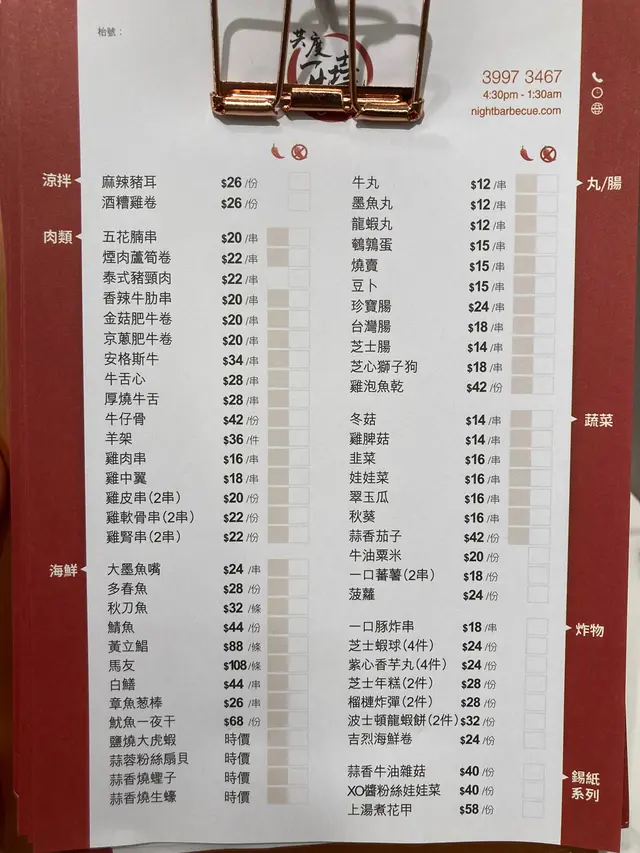 枱號：
共度
3997 3467
4:30pm - 1:30am
nightbarbecue.com
涼拌
麻辣豬耳 $26/份
酒糟雞卷 $26/份
肉類
五花腩串 $20/串
煙肉蘆筍卷 $22/串
泰式豬頸肉 $22/串
香辣牛肋串 $20/串
金菇肥牛卷 $20/串
京蔥肥牛卷 $20/串
安格斯牛 $34/串
牛舌心 $28/串
厚燒牛舌 $28/串
牛仔骨 $42/份
羊架 $36/件
雞肉串 $16/串
雞中翼 $18/串
雞皮串(2串) $20/份
雞軟骨串(2串) $22/份
雞腎串(2串) $22/份
海鮮
大墨魚嘴 $24/串
多春魚 $28/份
秋刀魚 $32/條
鯖魚 $44/份
黃立鯧 $88/條
馬友 $108/條
白鱔 $44/串
章魚葱棒 $26/串
魷魚一夜干 $68/份
鹽燒大虎蝦 時價
蒜蓉粉絲扇貝 時價
蒜香燒蟶子 時價
蒜香燒生蠔 時價
丸/腸
牛丸 $12/串
墨魚丸 $12/串
龍蝦丸 $12/串
鵪鶉蛋 $15/串
燒賣 $15/串
豆卜 $15/串
珍寶腸 $24/串
台灣腸 $18/串
芝士腸 $14/串
芝心獅子狗 $18/串
雞泡魚乾 $42/份
蔬菜
冬菇 $14/串
雞脾菇 $14/串
韭菜 $16/串
娃娃菜 $16/串
翠玉瓜 $16/串
秋葵 $16/串
蒜香茄子 $42/份
牛油粟米 $20/份
一口蕃薯(2串) $18/份
菠蘿 $24/份
炸物
一口豚炸串 $18/串
芝士蝦球(4件) $24/份
紫心香芋丸(4件) $24/份
芝士年糕(2件) $28/份
榴槤炸彈(2件) $28/份
波士頓龍蝦餅(2件) $32/份
吉烈海鮮卷 $24/份
錫紙
系列
蒜香牛油雜菇 $40/份
XO醬粉絲娃娃菜 $40/份
上湯煮花甲 $58/份